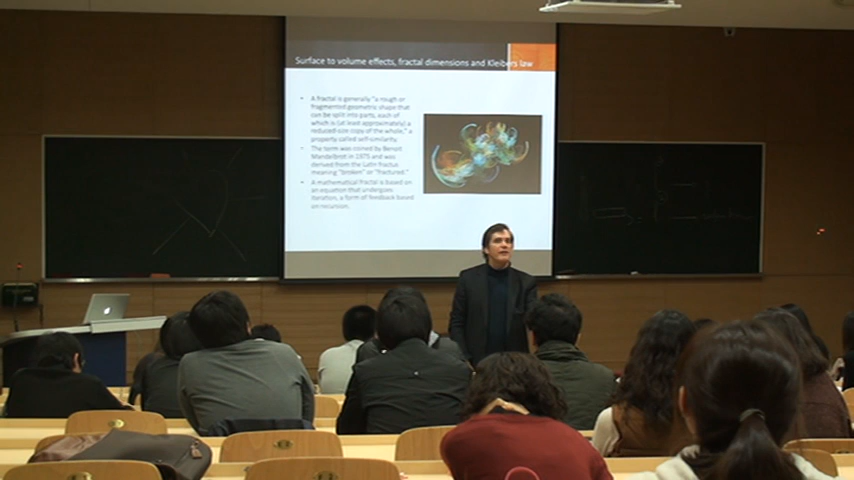 Surface to volume effects, fractal dimensions and Kleibers law
• A fractal is generally "a rough or
fragmented geometric shape that
can be split into parts, each of
which is (at least approximately) a
reduced-size copy of the whole," a
property called self-similarity.
• The term was coined by Benoit
Mandelbrot in 1975 and was
derived from the Latin fractus
meaning "broken" or "fractured."
• A mathematical fractal is based on
an equation that undergoes
iteration, a form of feedback based
on recursion.